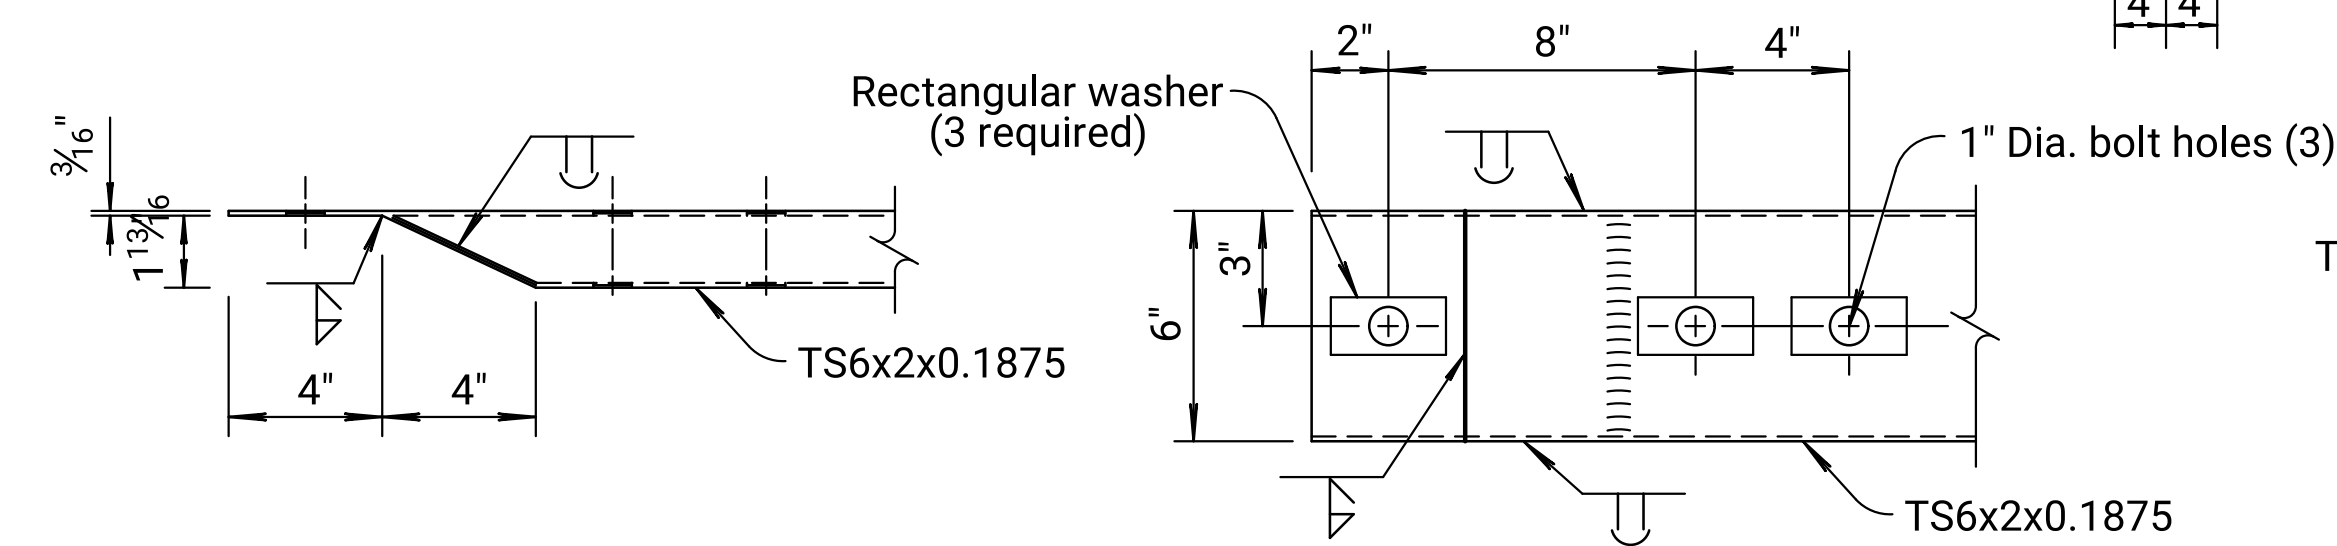 4 4
2" 8" 4"
Rectangular washer
(3 required)
3/16"
1" Dia. bolt holes (3)
1 13/16
3"
6"
TS6x2x0.1875
4" 4"
TS6x2x0.1875
T